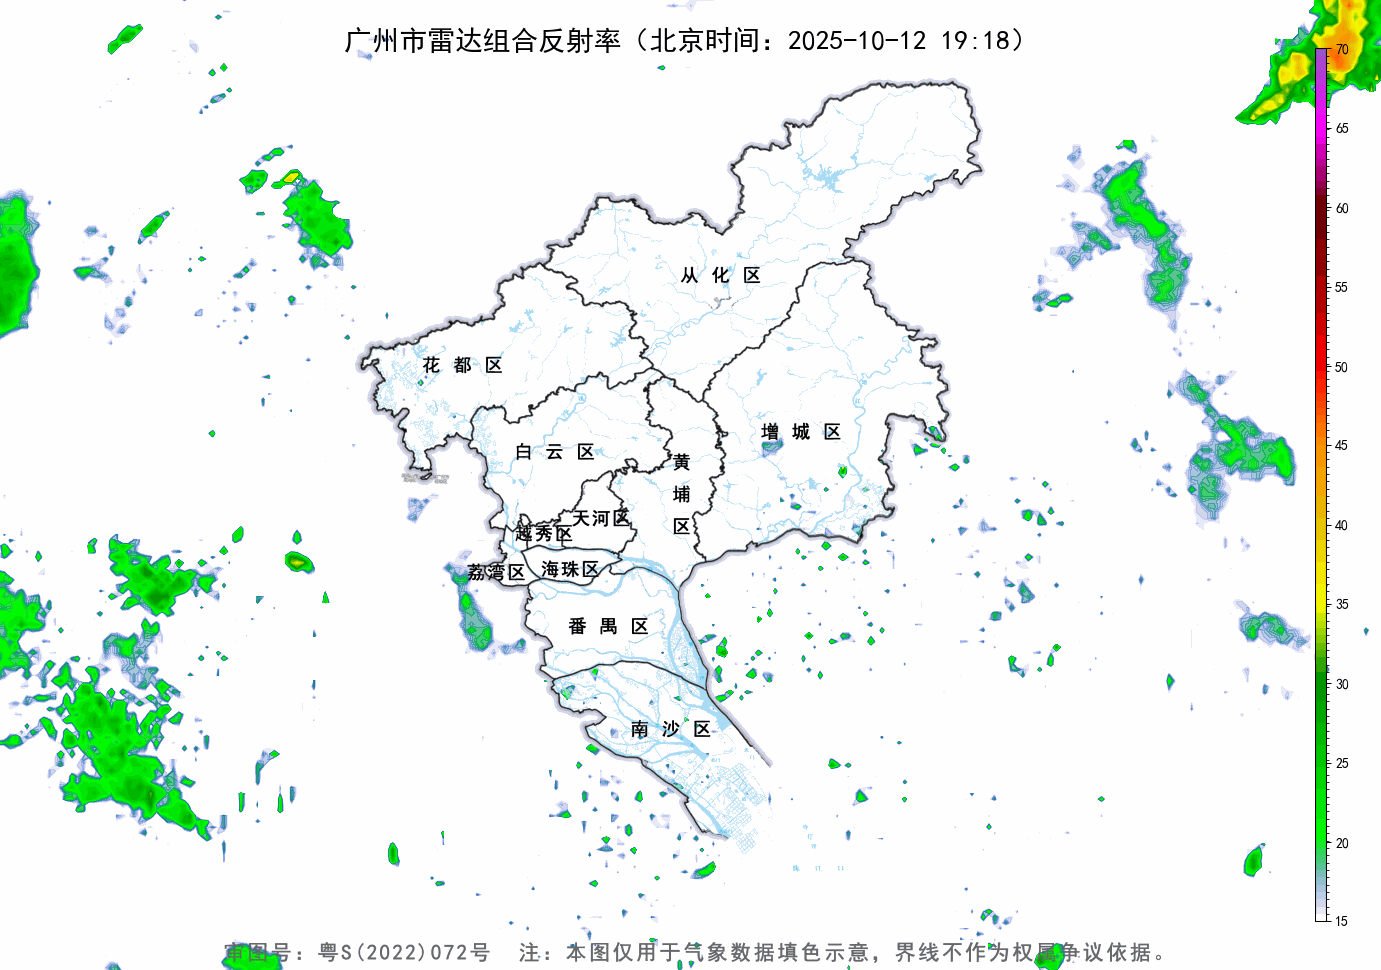 广州市雷达组合反射率（北京时间：2025-10-12 19:18）
70
65
60
55
50
45
40
35
30
25
20
15
从化区
花都区
增城区
白云区
黄埔区
天河区
越秀区
荔湾区
海珠区
番禺区
南沙区
审图号：粤S(2022)072号　注：本图仅用于气象数据填色示意，界线不作为权属争议依据。